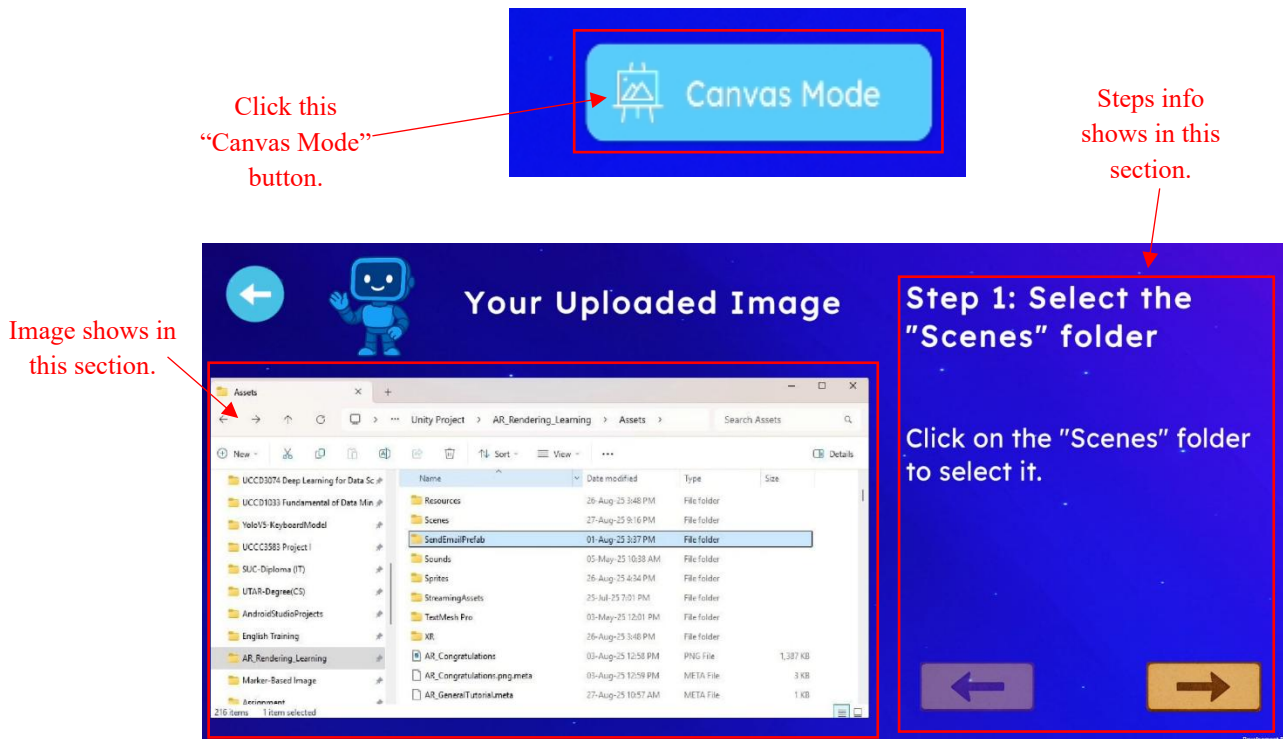 Canvas Mode
Click this
“Canvas Mode”
button.
Steps info
shows in this
section.
Your Uploaded Image
Image shows in
this section.
Step 1: Select the
"Scenes" folder
Click on the "Scenes" folder
to select it.
Assets
Unity Project > AR_Rendering_Learning > Assets >
Search Assets
New
Sort
View
Details
Name Date modified Type Size
UCCD3074 Deep Learning for Data Sc
UCCD1033 Fundamental of Data Min
YoloV5-KeyboardModel
UCCC3583 Project I
SUC-Diploma (IT)
UTAR-Degree(CS)
AndroidStudioProjects
English Training
AR_Rendering_Learning
Marker-Based Image
Assignment
Resources 26-Aug-25 3:48 PM File folder
Scenes 27-Aug-25 9:16 PM File folder
SendEmailPrefab 01-Aug-25 3:37 PM File folder
Sounds 05-May-25 10:38 AM File folder
Sprites 26-Aug-25 4:34 PM File folder
StreamingAssets 25-Jul-25 7:01 PM File folder
TextMesh Pro 03-May-25 12:01 PM File folder
XR 26-Aug-25 3:48 PM File folder
AR_Congratulations 03-Aug-25 12:58 PM PNG File 1,387 KB
AR_Congratulations.png.meta 03-Aug-25 12:59 PM META File 3 KB
AR_GeneralTutorial.meta 27-Aug-25 10:57 AM META File 1 KB
216 items 1 item selected